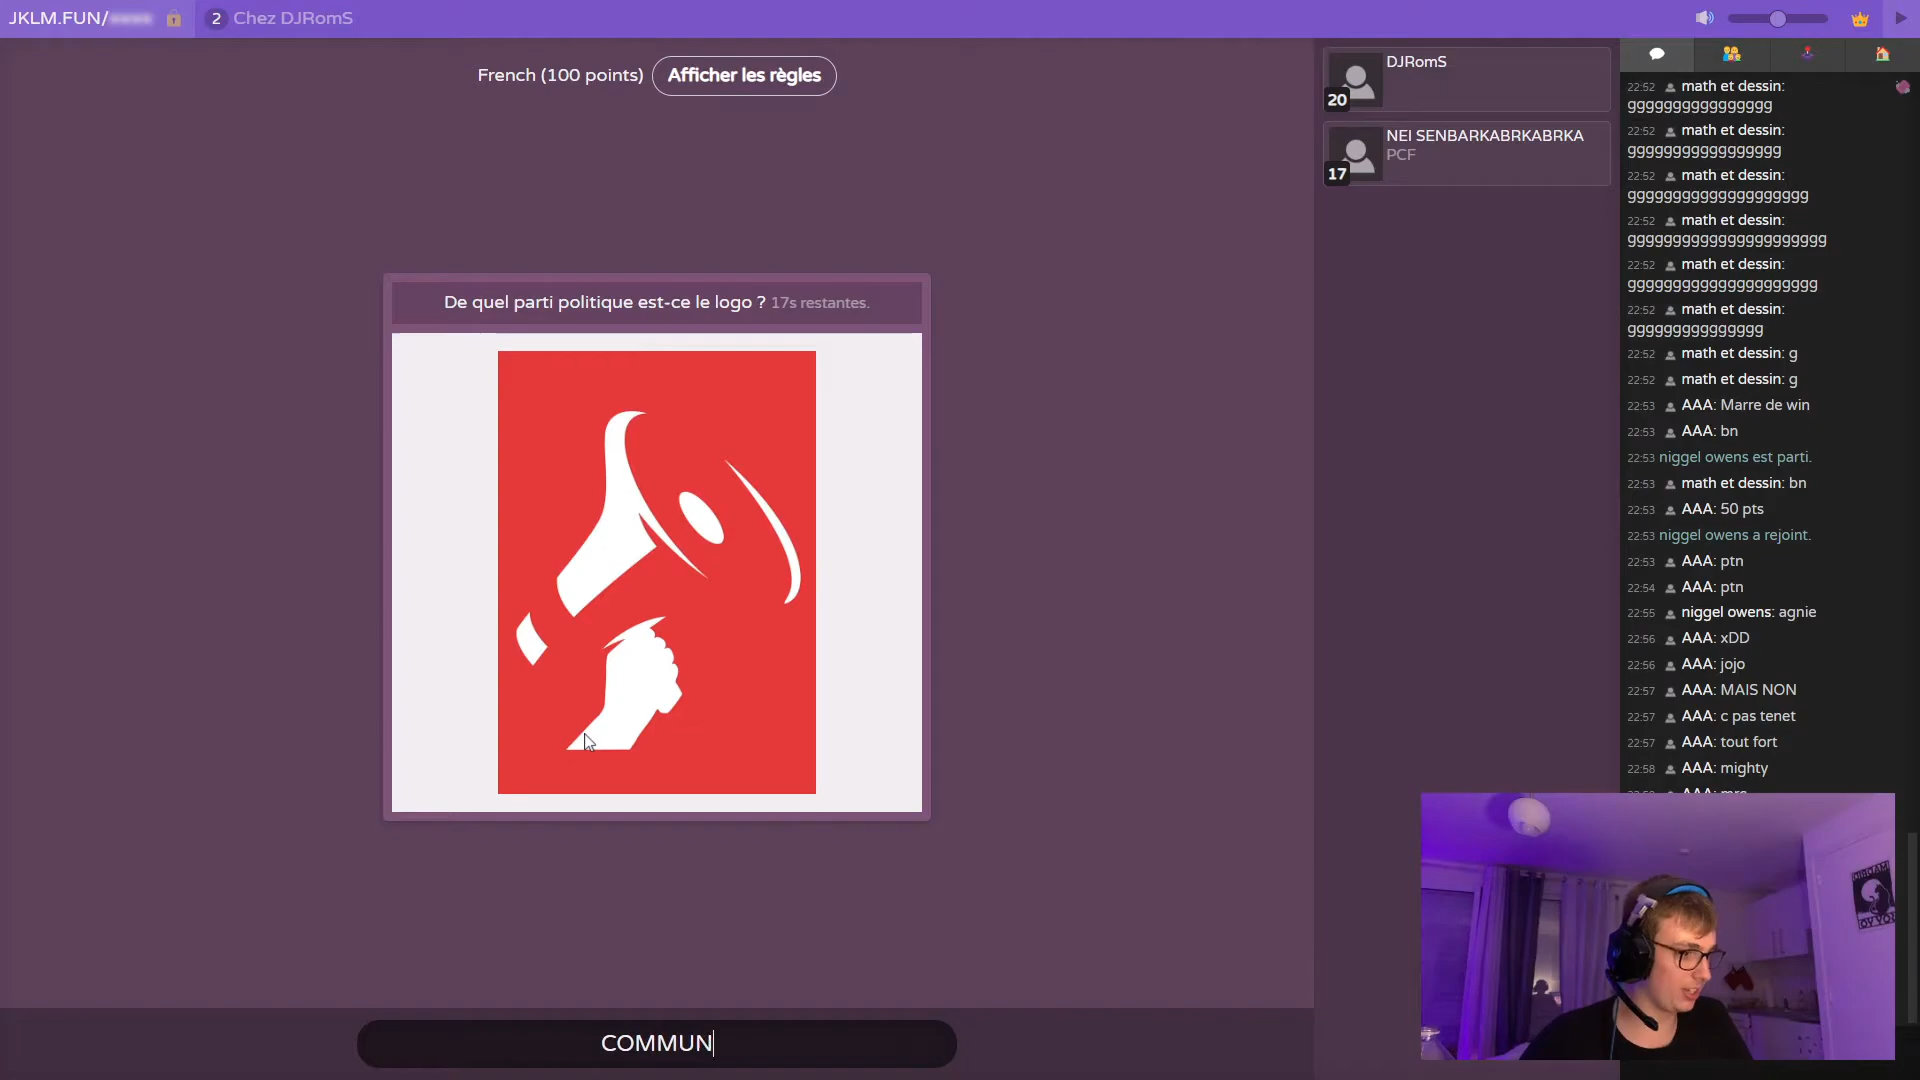 JKLM.FUN/
2 Chez DJRomS
French (100 points) Afficher les règles
De quel parti politique est-ce le logo ? 17s restantes.
COMMUN
DJRomS
20
NEI SENBARKABRKABRKA
PCF
17
22:52 math et dessin:
gggggggggggggggg
22:52 math et dessin:
ggggggggggggggggg
22:52 math et dessin:
gggggggggggggggggggg
22:52 math et dessin:
gggggggggggggggggggggg
22:52 math et dessin:
ggggggggggggggggggggg
22:52 math et dessin:
ggggggggggggggg
22:52 math et dessin: g
22:52 math et dessin: g
22:53 AAA: Marre de win
22:53 AAA: bn
22:53 niggel owens est parti.
22:53 math et dessin: bn
22:53 AAA: 50 pts
22:53 niggel owens a rejoint.
22:53 AAA: ptn
22:54 AAA: ptn
22:55 niggel owens: agnie
22:56 AAA: xDD
22:56 AAA: jojo
22:57 AAA: MAIS NON
22:57 AAA: c pas tenet
22:57 AAA: tout fort
22:58 AAA: mighty